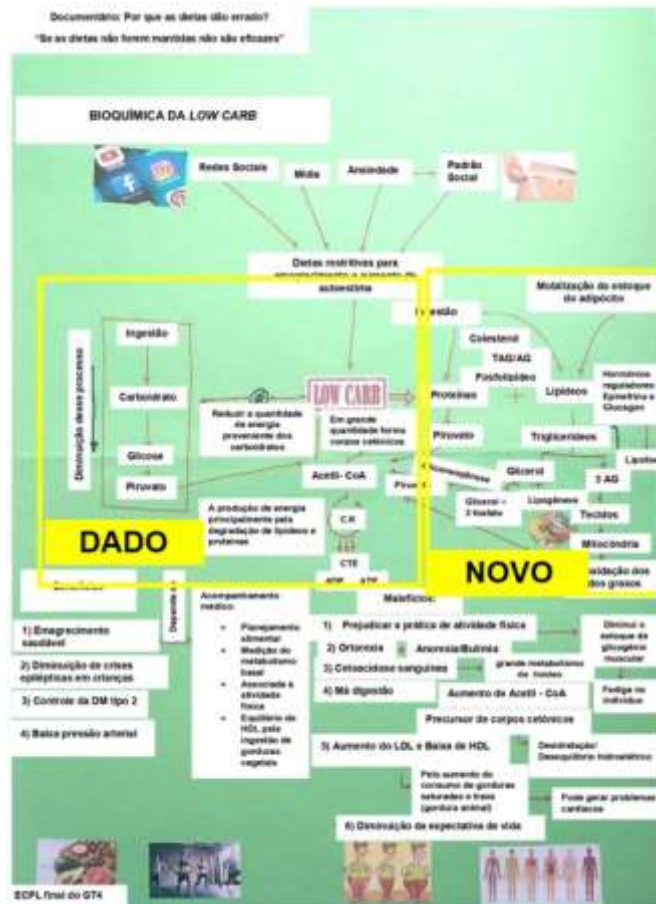 Documentário: Por que as dietas dão errado?
"Se as dietas não forem mantidas não são eficazes"
BIOQUÍMICA DA LOW CARB
Redes Sociais
Mídia
Ansiedade
Padrão
Social
Dietas restritivas para
autoestima
Mobilização do estoque
do adipócito
Ingestão
Carboidrato
Glicose
Piruvato
Diminuição desse processo
LOW CARB
Reduzir a quantidade
de energia
proveniente dos
carboidratos
Em grande
quantidade forma
corpos cetônicos
Acetil- CoA
A produção de energia
principalmente pela
degradação de lipídeos e
proteínas
C.K
CTE
DADO
Colesterol
TAG/AG
Fosfolipídeo
Proteínas
Lipídeos
Hormônios
reguladores
Epinefrina e
Glucagon
Piruvato
Triglicerídeos
Glicerol
3 AG
Glicerol –
3 fosfato
Lipogênese
Tecidos
Mitocôndria
NOVO
Depende
Acompanhamento
médico:
• Planejamento
alimentar
• Medição do
metabolismo
basal
• Associada a
atividade
física
• Equilíbrio do
HDL pela
ingestão de
gorduras
vegetais
1) Emagrecimento
saudável
2) Diminuição de crises
epilépticas em crianças
3) Controle da DM tipo 2
4) Baixa pressão arterial
Malefícios:
1) Prejudicar a prática de atividade física
Diminui o
estoque de
glicogênio
muscular
2) Ortorexia
Anorexia/Bulimia
3) Cetoacidose sanguínea
grande metabolismo
4) Má digestão
Aumento de Acetil - CoA
Fadiga no
indivíduo
Precursor de corpos cetônicos
5) Aumento do LDL e Baixa de HDL
Desidratação/
Desequilíbrio hidroeletrolítico
Pelo aumento do
consumo de gorduras
saturadas e trans
(gordura animal)
Pode gerar problemas
cardíacos
6) Diminuição da expectativa de vida
ECPL final do GT4